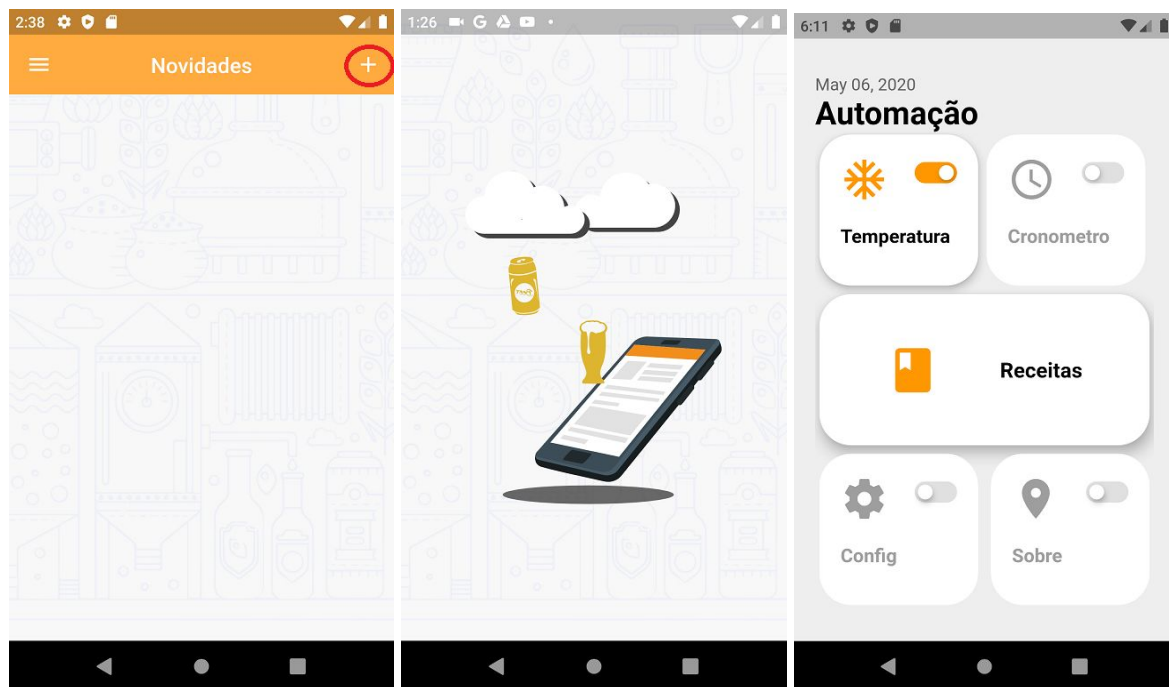 2:38
Novidades
1:26
6:11
May 06, 2020
Automação
Temperatura
Cronometro
Receitas
Config
Sobre